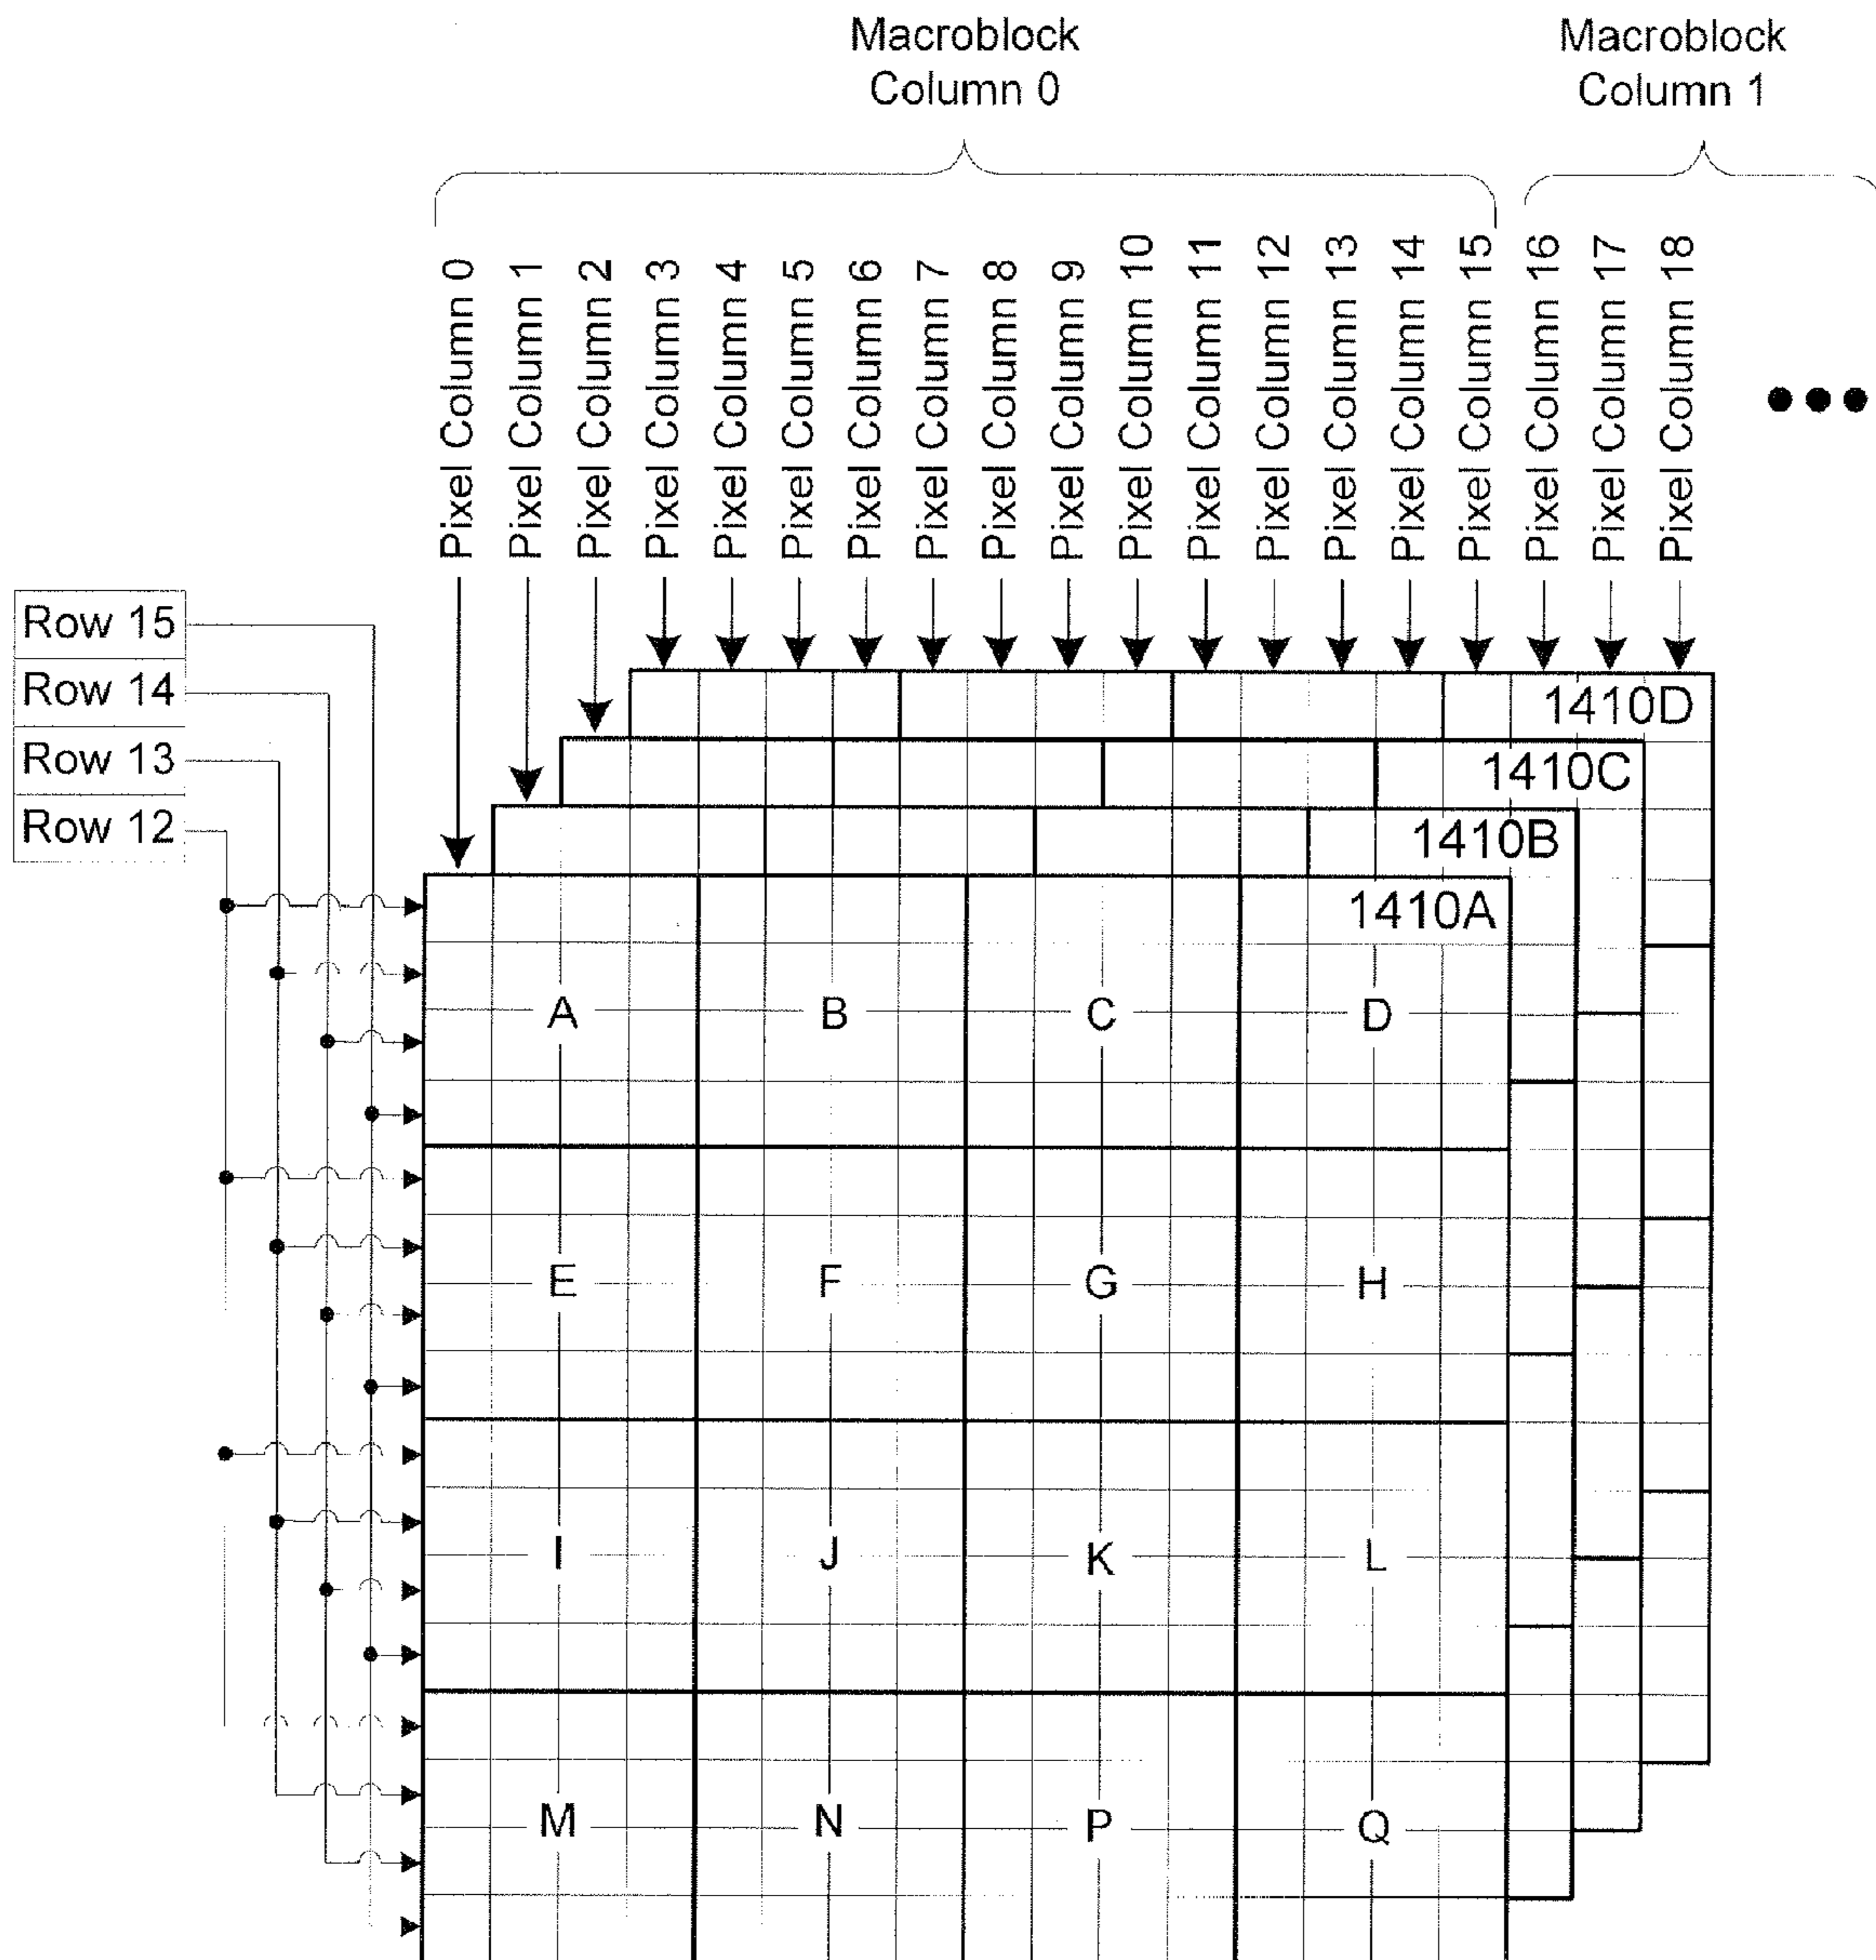 Macroblock
Column 0
Macroblock
Column 1
Pixel Column 0
Pixel Column 1
Pixel Column 2
Pixel Column 3
Pixel Column 4
Pixel Column 5
Pixel Column 6
Pixel Column 7
Pixel Column 8
Pixel Column 9
Pixel Column 10
Pixel Column 11
Pixel Column 12
Pixel Column 13
Pixel Column 14
Pixel Column 15
Pixel Column 16
Pixel Column 17
Pixel Column 18
Row 15
Row 14
Row 13
Row 12
1410D
1410C
1410B
1410A
A B C D
E F G H
I J K L
M N P Q